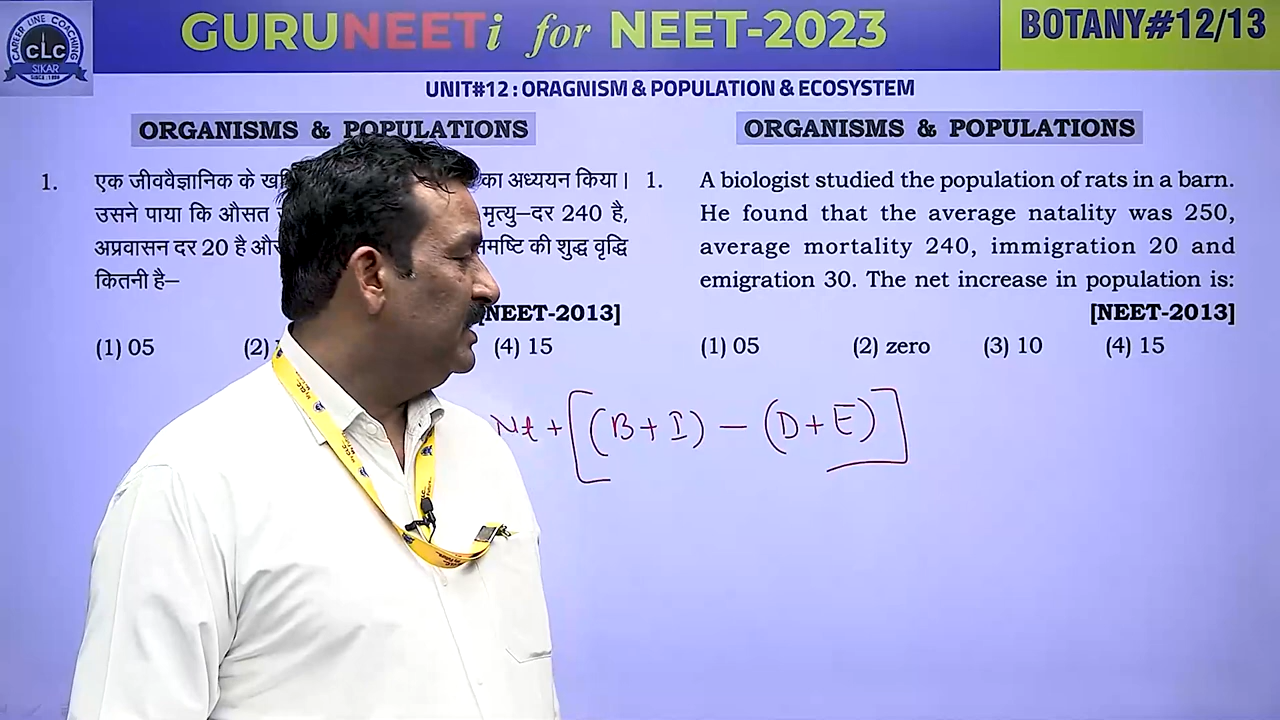 CAREER LINE COACHING
CLC
SIKAR
SINCE: 1996
GURUNEETi for NEET-2023
BOTANY#12/13
UNIT#12 : ORAGNISM & POPULATION & ECOSYSTEM
ORGANISMS & POPULATIONS
1. एक जीववैज्ञानिक के का अध्ययन किया।
उसने पाया कि औसत मृत्यु–दर 240 है,
अप्रवासन दर 20 है की शुद्ध वृद्धि
कितनी है–
[NEET-2013]
(1) 05 (2) (4) 15
ORGANISMS & POPULATIONS
1. A biologist studied the population of rats in a barn.
He found that the average natality was 250,
average mortality 240, immigration 20 and
emigration 30. The net increase in population is:
[NEET-2013]
(1) 05 (2) zero (3) 10 (4) 15
Nt + [(B + I) – (D + E)]